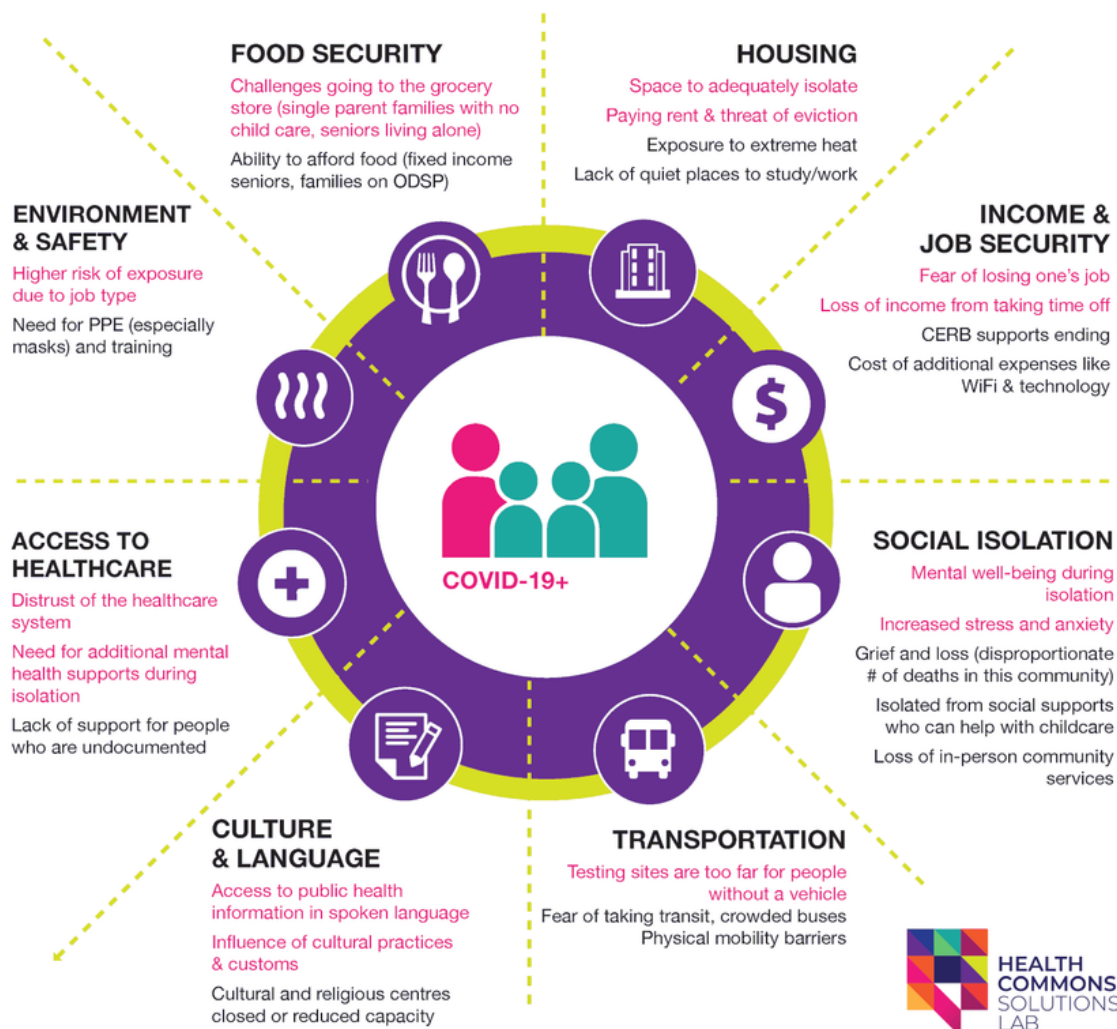 FOOD SECURITY
Challenges going to the grocery
store (single parent families with no
child care, seniors living alone)
Ability to afford food (fixed income
seniors, families on ODSP)
HOUSING
Space to adequately isolate
Paying rent & threat of eviction
Exposure to extreme heat
Lack of quiet places to study/work
ENVIRONMENT
& SAFETY
Higher risk of exposure
due to job type
Need for PPE (especially
masks) and training
INCOME &
JOB SECURITY
Fear of losing one's job
Loss of income from taking time off
CERB supports ending
Cost of additional expenses like
WiFi & technology
$
COVID-19+
ACCESS TO
HEALTHCARE
Distrust of the healthcare
system
Need for additional mental
health supports during
isolation
Lack of support for people
who are undocumented
SOCIAL ISOLATION
Mental well-being during
isolation
Increased stress and anxiety
Grief and loss (disproportionate
# of deaths in this community)
Isolated from social supports
who can help with childcare
Loss of in-person community
services
CULTURE
& LANGUAGE
Access to public health
information in spoken language
Influence of cultural practices
& customs
Cultural and religious centres
closed or reduced capacity
TRANSPORTATION
Testing sites are too far for people
without a vehicle
Fear of taking transit, crowded buses
Physical mobility barriers
HEALTH
COMMONS
SOLUTIONS
LAB